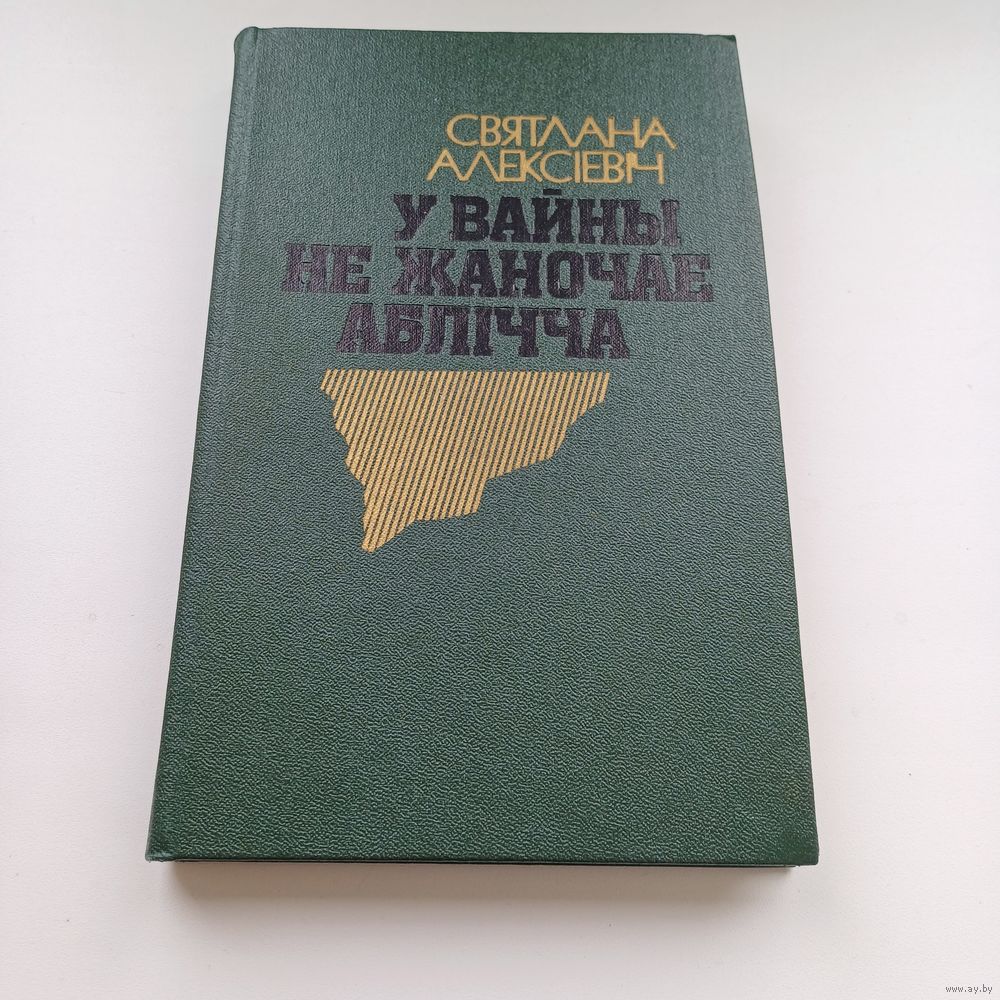 СВЯТЛАНА
АЛЕКСІЕВІЧ
У ВАЙНЫ
НЕ ЖАНОЧАЕ
АБЛІЧЧА
www.ay.by